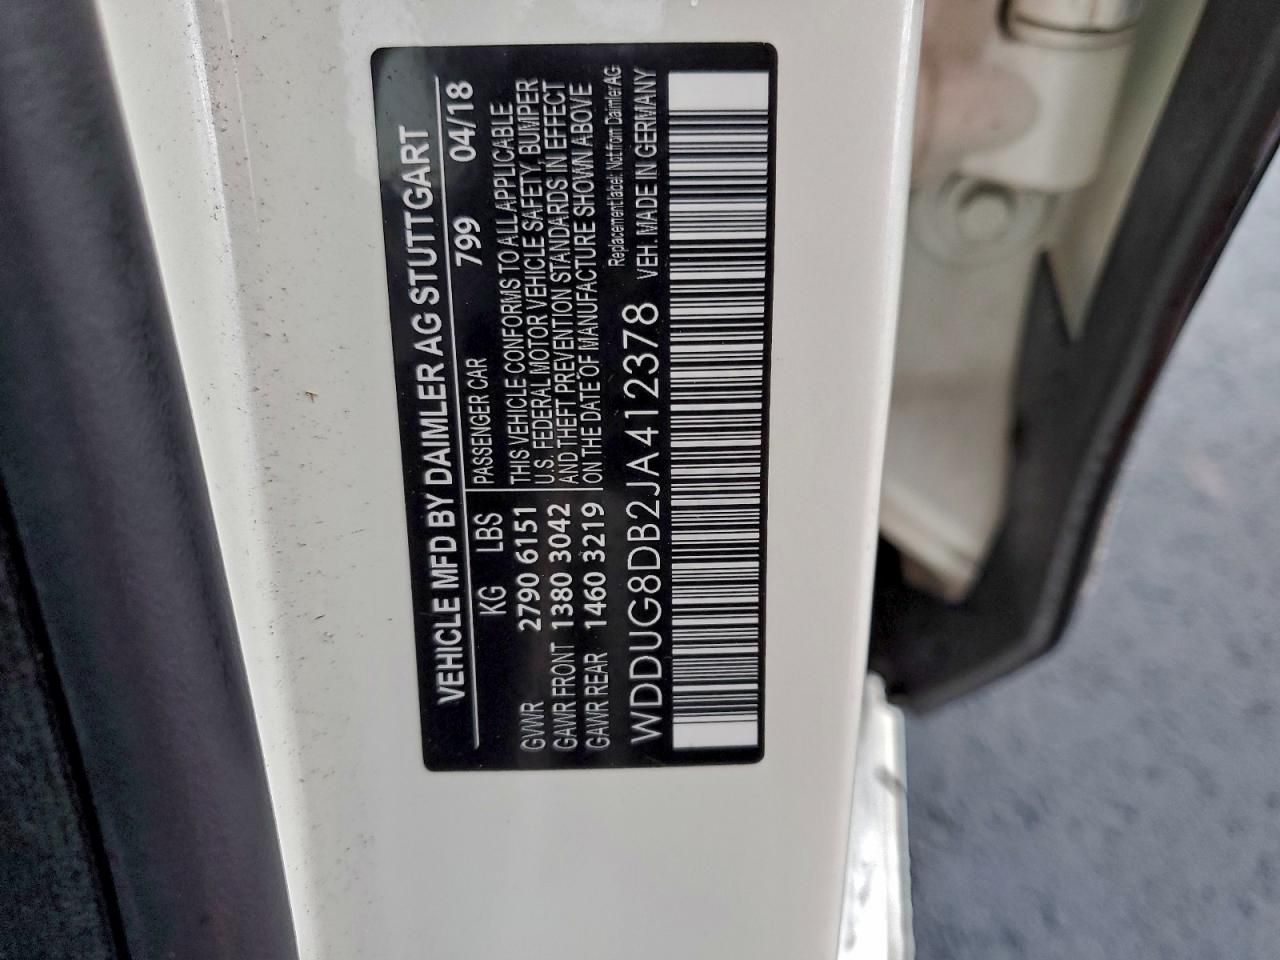 VEHICLE MFD BY DAIMLER AG STUTTGART
799 04/18
KG LBS
GVWR 2790 6151
GAWR FRONT 1380 3042
GAWR REAR 1460 3219
PASSENGER CAR
THIS VEHICLE CONFORMS TO ALL APPLICABLE
U.S. FEDERAL MOTOR VEHICLE SAFETY, BUMPER
AND THEFT PREVENTION STANDARDS IN EFFECT
ON THE DATE OF MANUFACTURE SHOWN ABOVE
Replacement label: Not from Daimler AG
WDDUG8DB2JA412378 VEH. MADE IN GERMANY